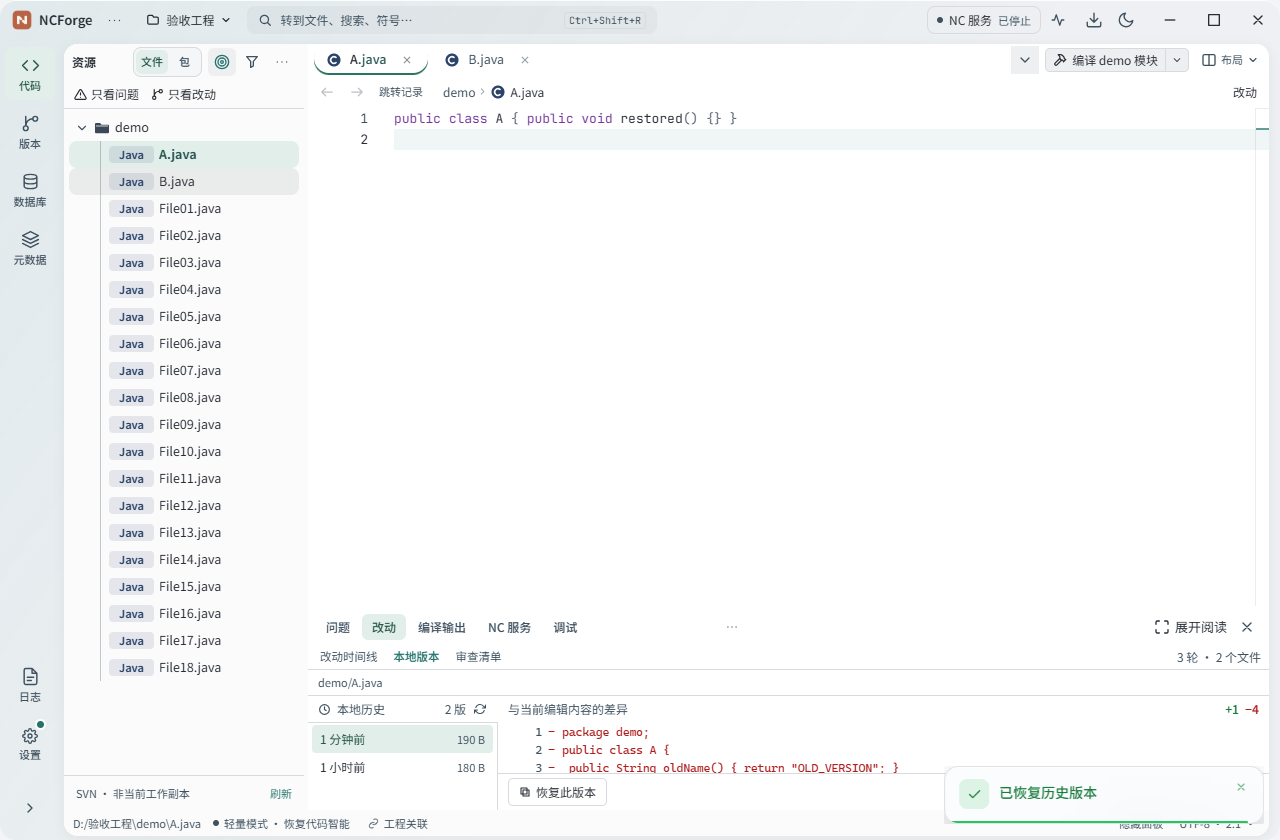 N NCForge ··· 验收工程 转到文件、搜索、符号··· Ctrl+Shift+R NC 服务 已停止
代码
版本
数据库
元数据
日志
设置
资源 文件 包 ···
只看问题 只看改动
demo
Java A.java
Java B.java
Java File01.java
Java File02.java
Java File03.java
Java File04.java
Java File05.java
Java File06.java
Java File07.java
Java File08.java
Java File09.java
Java File10.java
Java File11.java
Java File12.java
Java File13.java
Java File14.java
Java File15.java
Java File16.java
Java File17.java
Java File18.java
SVN · 非当前工作副本 刷新
C A.java × C B.java × 编译 demo 模块 布局
跳转记录 demo › C A.java 改动
1 public class A { public void restored() {} }
2
问题 改动 编译输出 NC 服务 调试 ··· 展开阅读
改动时间线 本地版本 审查清单 3 轮 · 2 个文件
demo/A.java
本地历史 2 版 与当前编辑内容的差异 +1 −4
1 分钟前 190 B
1 小时前 180 B
1 − package demo;
2 − public class A {
3 − public String oldName() { return "OLD_VERSION"; }
恢复此版本
已恢复历史版本
D:/验收工程\demo\A.java 轻量模式 · 恢复代码智能 工程关联